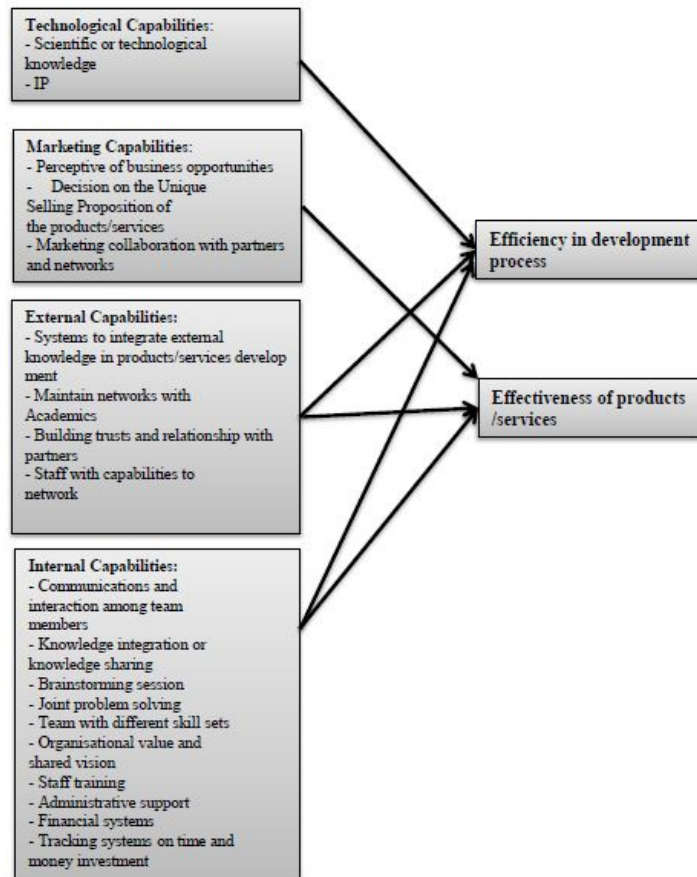 Technological Capabilities:
- Scientific or technological
knowledge
- IP
Marketing Capabilities:
- Perceptive of business opportunities
- Decision on the Unique
Selling Proposition of
the products/services
- Marketing collaboration with partners
and networks
External Capabilities:
- Systems to integrate external
knowledge in products/services develop
ment
- Maintain networks with
Academics
- Building trusts and relationship with
partners
- Staff with capabilities to
network
Internal Capabilities:
- Communications and
interaction among team
members
- Knowledge integration or
knowledge sharing
- Brainstorming session
- Joint problem solving
- Team with different skill sets
- Organisational value and
shared vision
- Staff training
- Administrative support
- Financial systems
- Tracking systems on time and
money investment
Efficiency in development
process
Effectiveness of products
/services